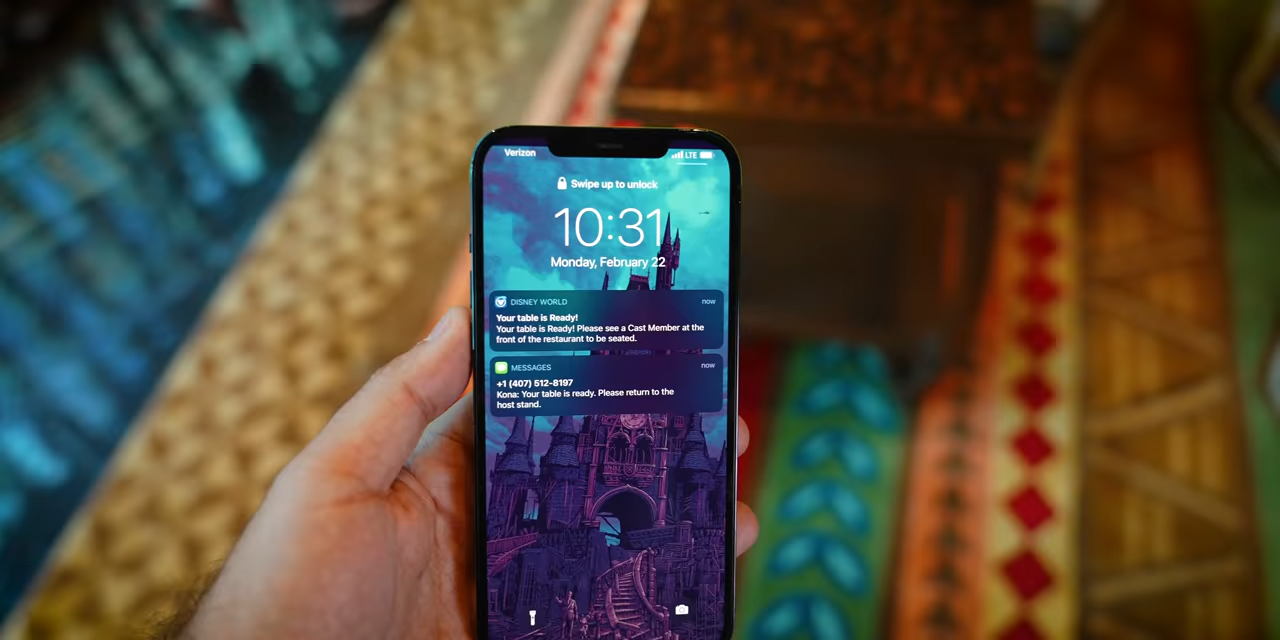 Verizon
LTE
Swipe up to unlock
10:31
Monday, February 22
DISNEY WORLD
now
Your table is Ready!
Your table is Ready! Please see a Cast Member at the
front of the restaurant to be seated.
MESSAGES
now
+1 (407) 512-8197
Kona: Your table is ready. Please return to the
host stand.